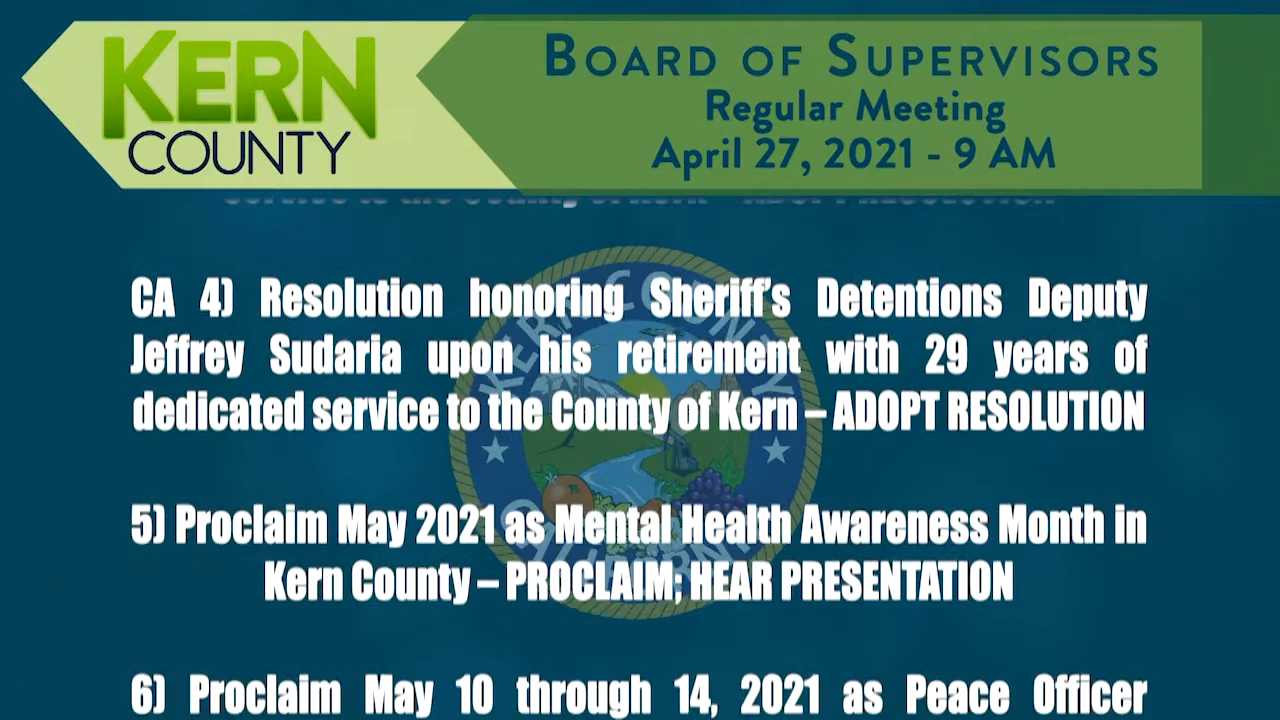 KERN
COUNTY
BOARD OF SUPERVISORS
Regular Meeting
April 27, 2021 - 9 AM
CA 4) Resolution honoring Sheriff's Detentions Deputy
Jeffrey Sudaria upon his retirement with 29 years of
dedicated service to the County of Kern – ADOPT RESOLUTION
5) Proclaim May 2021 as Mental Health Awareness Month in
Kern County – PROCLAIM; HEAR PRESENTATION
6) Proclaim May 10 through 14, 2021 as Peace Officer
KERN COUNTY
CALIFORNIA